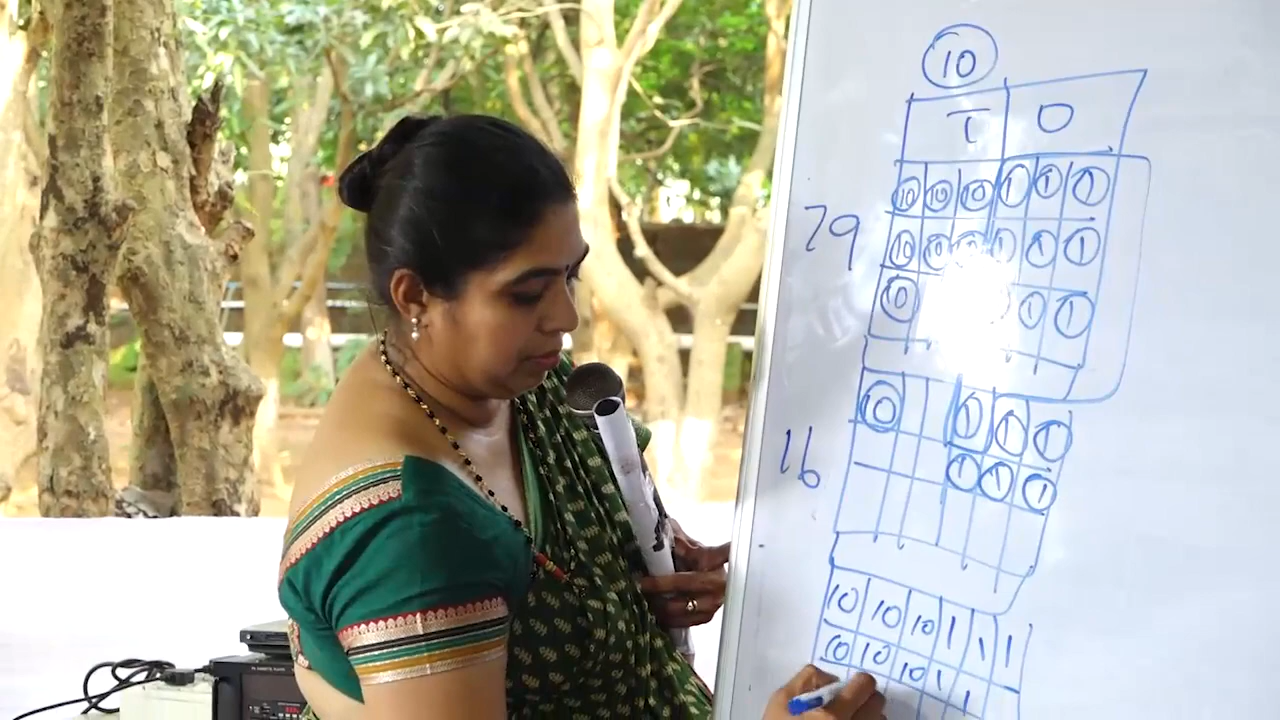 10
T O
10 10 10 1 1 1
79 10 10 10 1 1 1
10 1 1
10 1 1 1
16 1 1 1
10 10 10 1 1 1
10 10 10 1 1